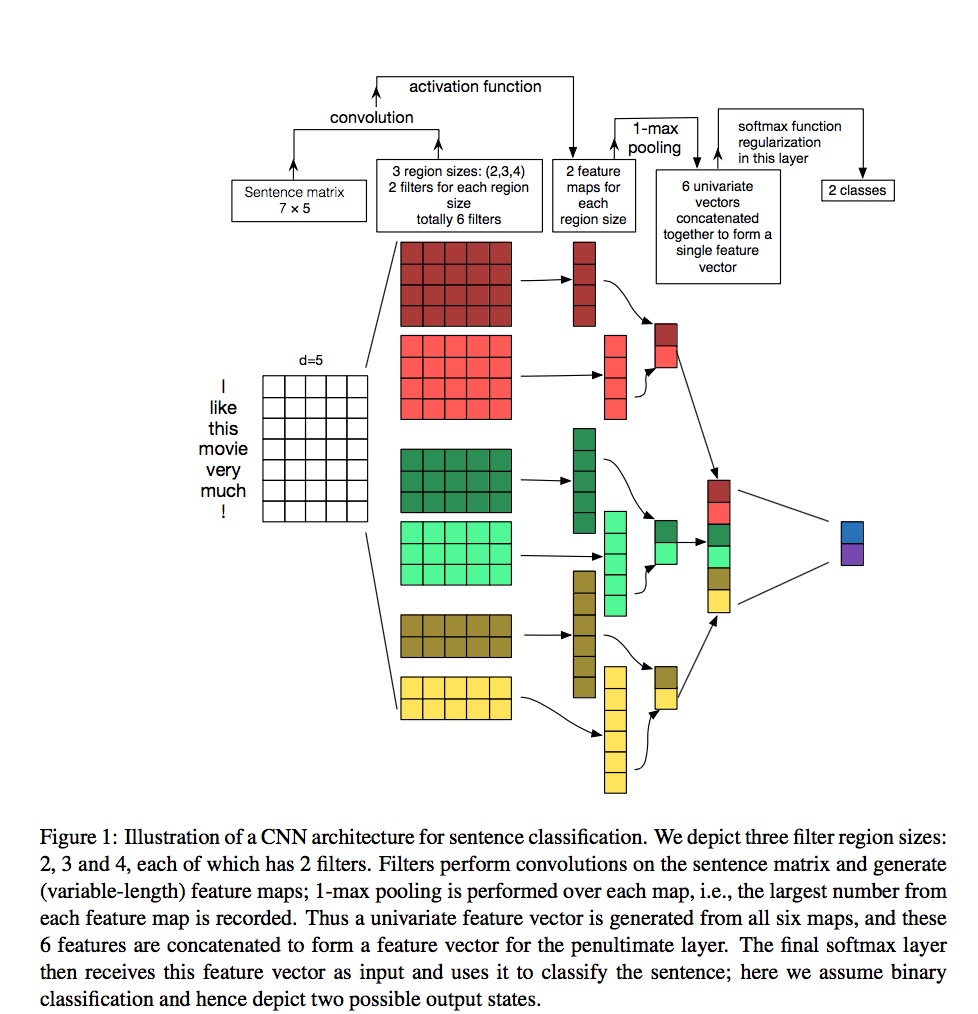 activation function
convolution
1-max
pooling
softmax function
regularization
in this layer
Sentence matrix
7 × 5
3 region sizes: (2,3,4)
2 filters for each region
size
totally 6 filters
2 feature
maps for
each
region size
6 univariate
vectors
concatenated
together to form a
single feature
vector
2 classes
d=5
I
like
this
movie
very
much
!
Figure 1: Illustration of a CNN architecture for sentence classification. We depict three filter region sizes:
2, 3 and 4, each of which has 2 filters. Filters perform convolutions on the sentence matrix and generate
(variable-length) feature maps; 1-max pooling is performed over each map, i.e., the largest number from
each feature map is recorded. Thus a univariate feature vector is generated from all six maps, and these
6 features are concatenated to form a feature vector for the penultimate layer. The final softmax layer
then receives this feature vector as input and uses it to classify the sentence; here we assume binary
classification and hence depict two possible output states.